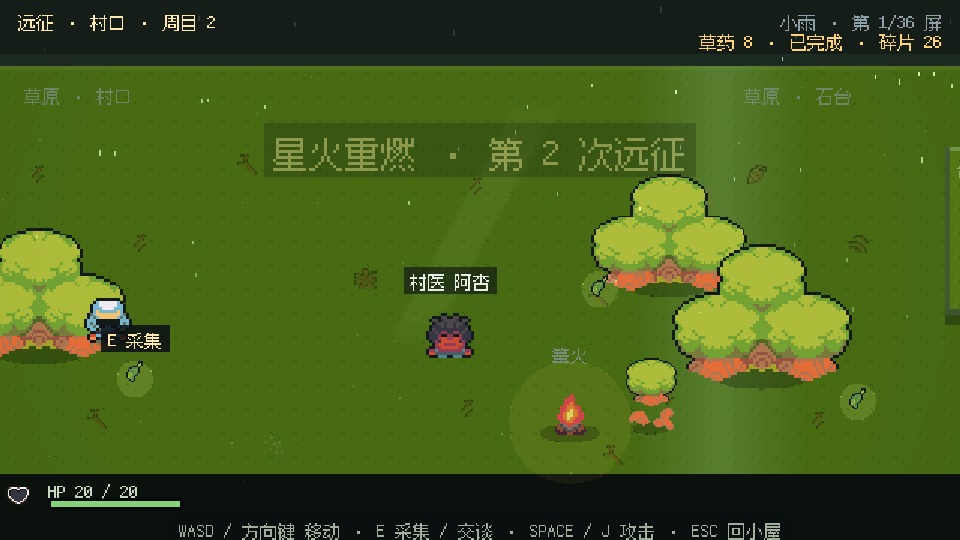 远征 · 村口 · 周目 2
小雨 · 第 1/36 屏
草药 8 · 已完成 · 碎片 26
草原 · 村口
草原 · 石台
星火重燃 · 第 2 次远征
村医 阿杏
E 采集
篝火
HP 20 / 20
WASD / 方向键 移动 · E 采集 / 交谈 · SPACE / J 攻击 · ESC 回小屋